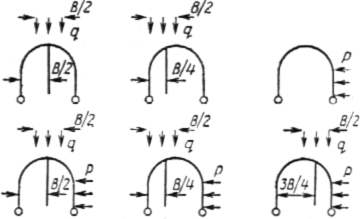 B/2 B/2
q q
B/2 B/4 P
B/2 B/2 B/2
q P q P q
B/2 B/4 3B/4 P